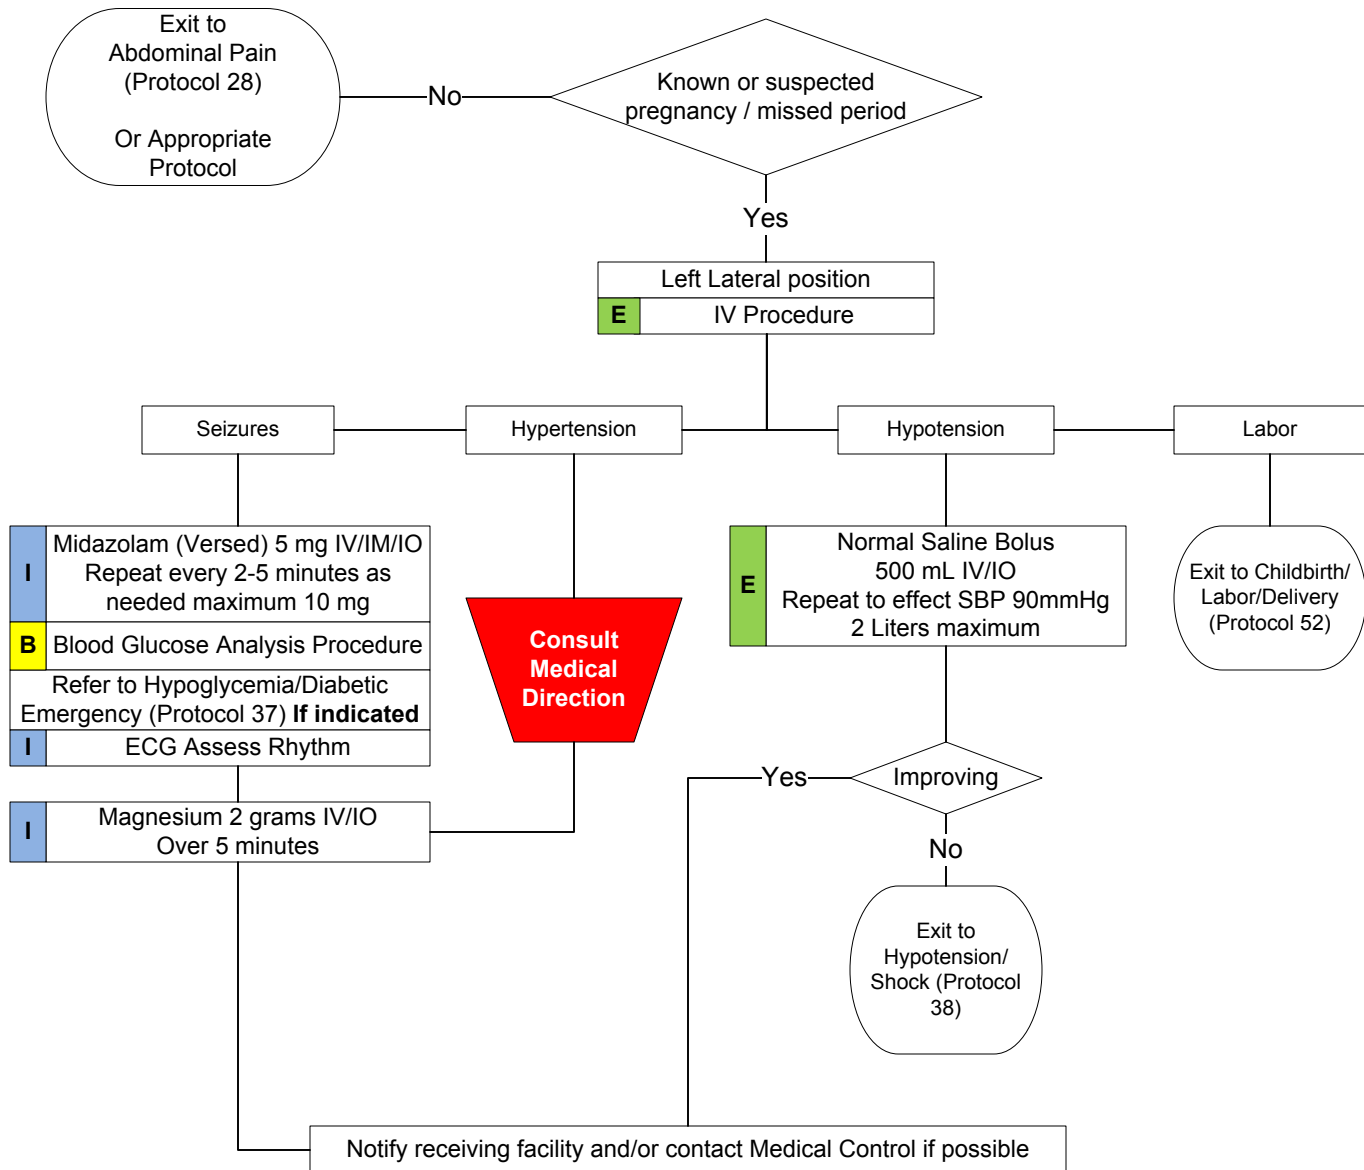 Exit to
Abdominal Pain
(Protocol 28)
Or Appropriate
Protocol
No
Known or suspected
pregnancy / missed period
Yes
Left Lateral position
E
IV Procedure
Seizures
Hypertension
Hypotension
Labor
I
Midazolam (Versed) 5 mg IV/IM/IO
Repeat every 2-5 minutes as
needed maximum 10 mg
B
Blood Glucose Analysis Procedure
Refer to Hypoglycemia/Diabetic
Emergency (Protocol 37) If indicated
I
ECG Assess Rhythm
I
Magnesium 2 grams IV/IO
Over 5 minutes
Consult
Medical
Direction
E
Normal Saline Bolus
500 mL IV/IO
Repeat to effect SBP 90mmHg
2 Liters maximum
Exit to Childbirth/
Labor/Delivery
(Protocol 52)
Yes
Improving
No
Exit to
Hypotension/
Shock (Protocol
38)
Notify receiving facility and/or contact Medical Control if possible